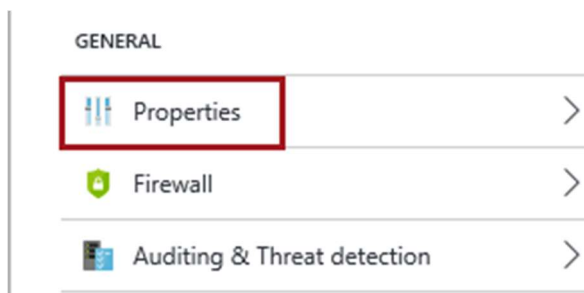 GENERAL
Properties
Firewall
Auditing & Threat detection